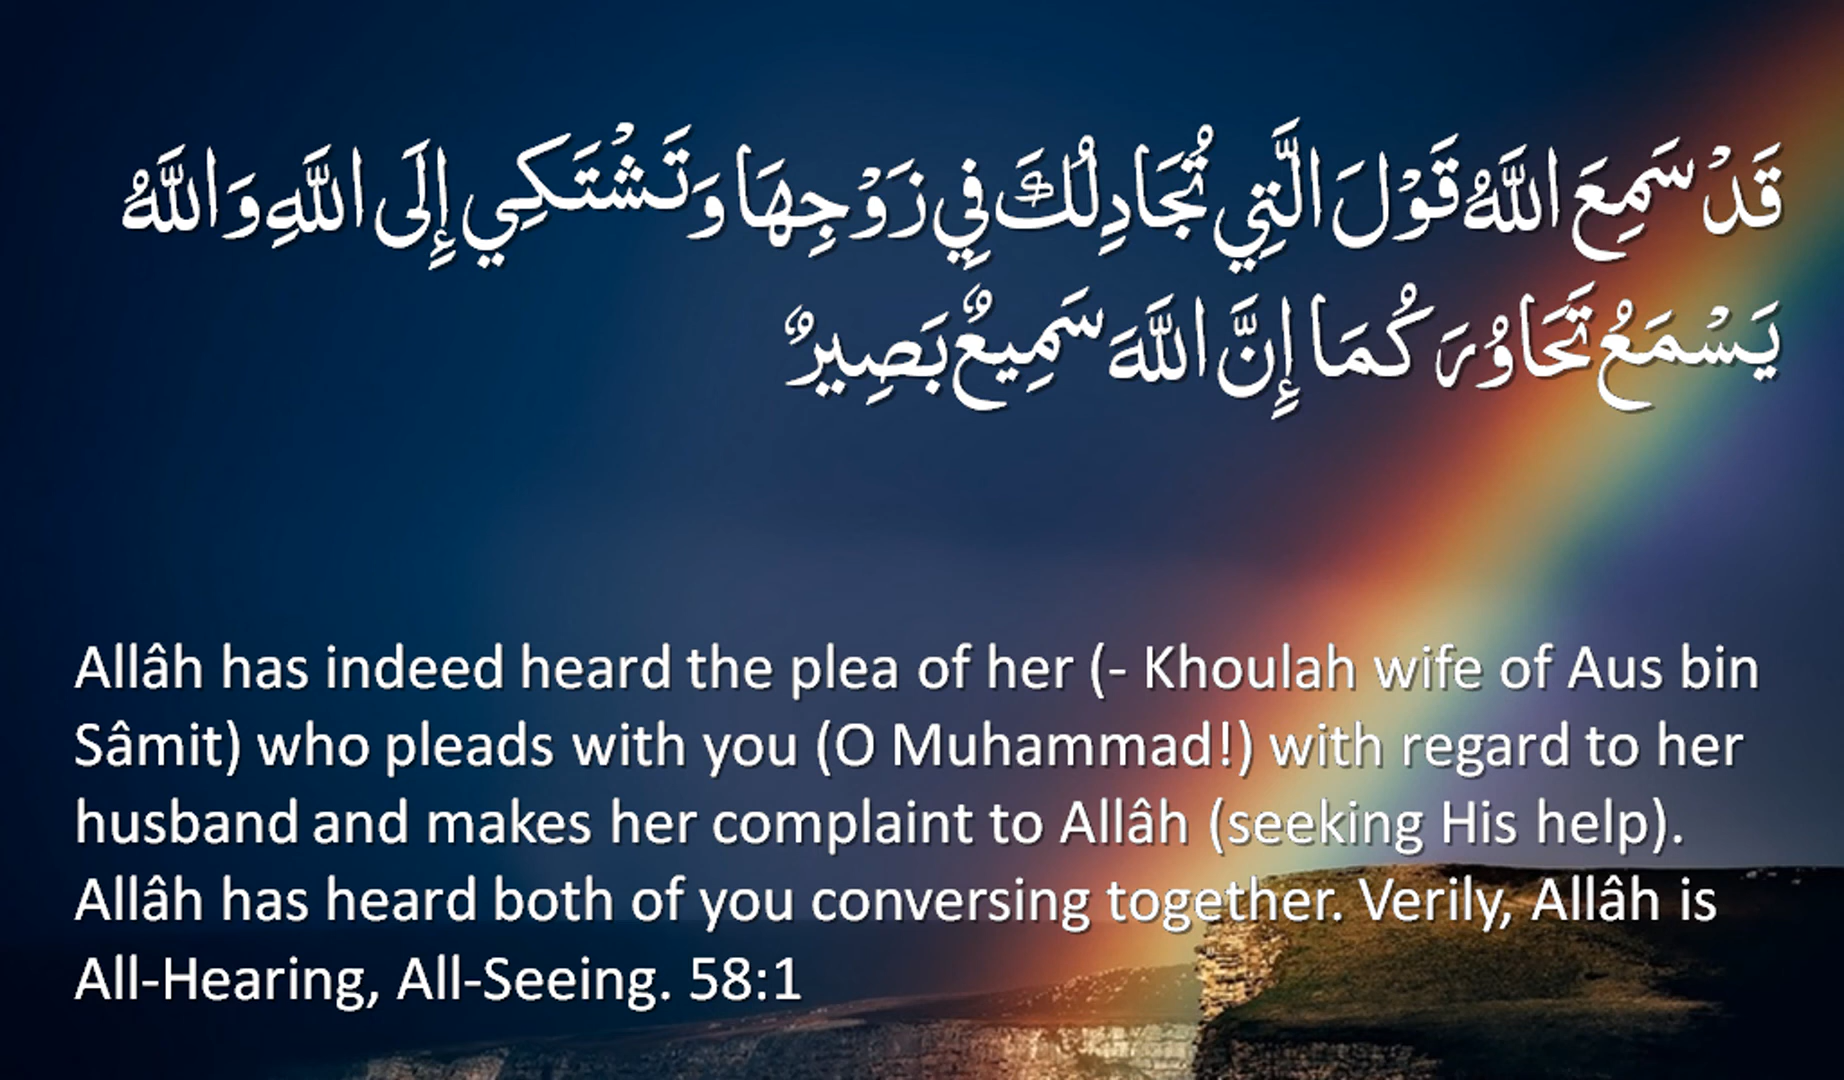 قَدْ سَمِعَ اللَّهُ قَوْلَ الَّتِي تُجَادِلُكَ فِي زَوْجِهَا وَتَشْتَكِي إِلَى اللَّهِ وَاللَّهُ
يَسْمَعُ تَحَاوُرَكُمَا إِنَّ اللَّهَ سَمِيعٌ بَصِيرٌ
Allâh has indeed heard the plea of her (- Khoulah wife of Aus bin
Sâmit) who pleads with you (O Muhammad!) with regard to her
husband and makes her complaint to Allâh (seeking His help).
Allâh has heard both of you conversing together. Verily, Allâh is
All-Hearing, All-Seeing. 58:1